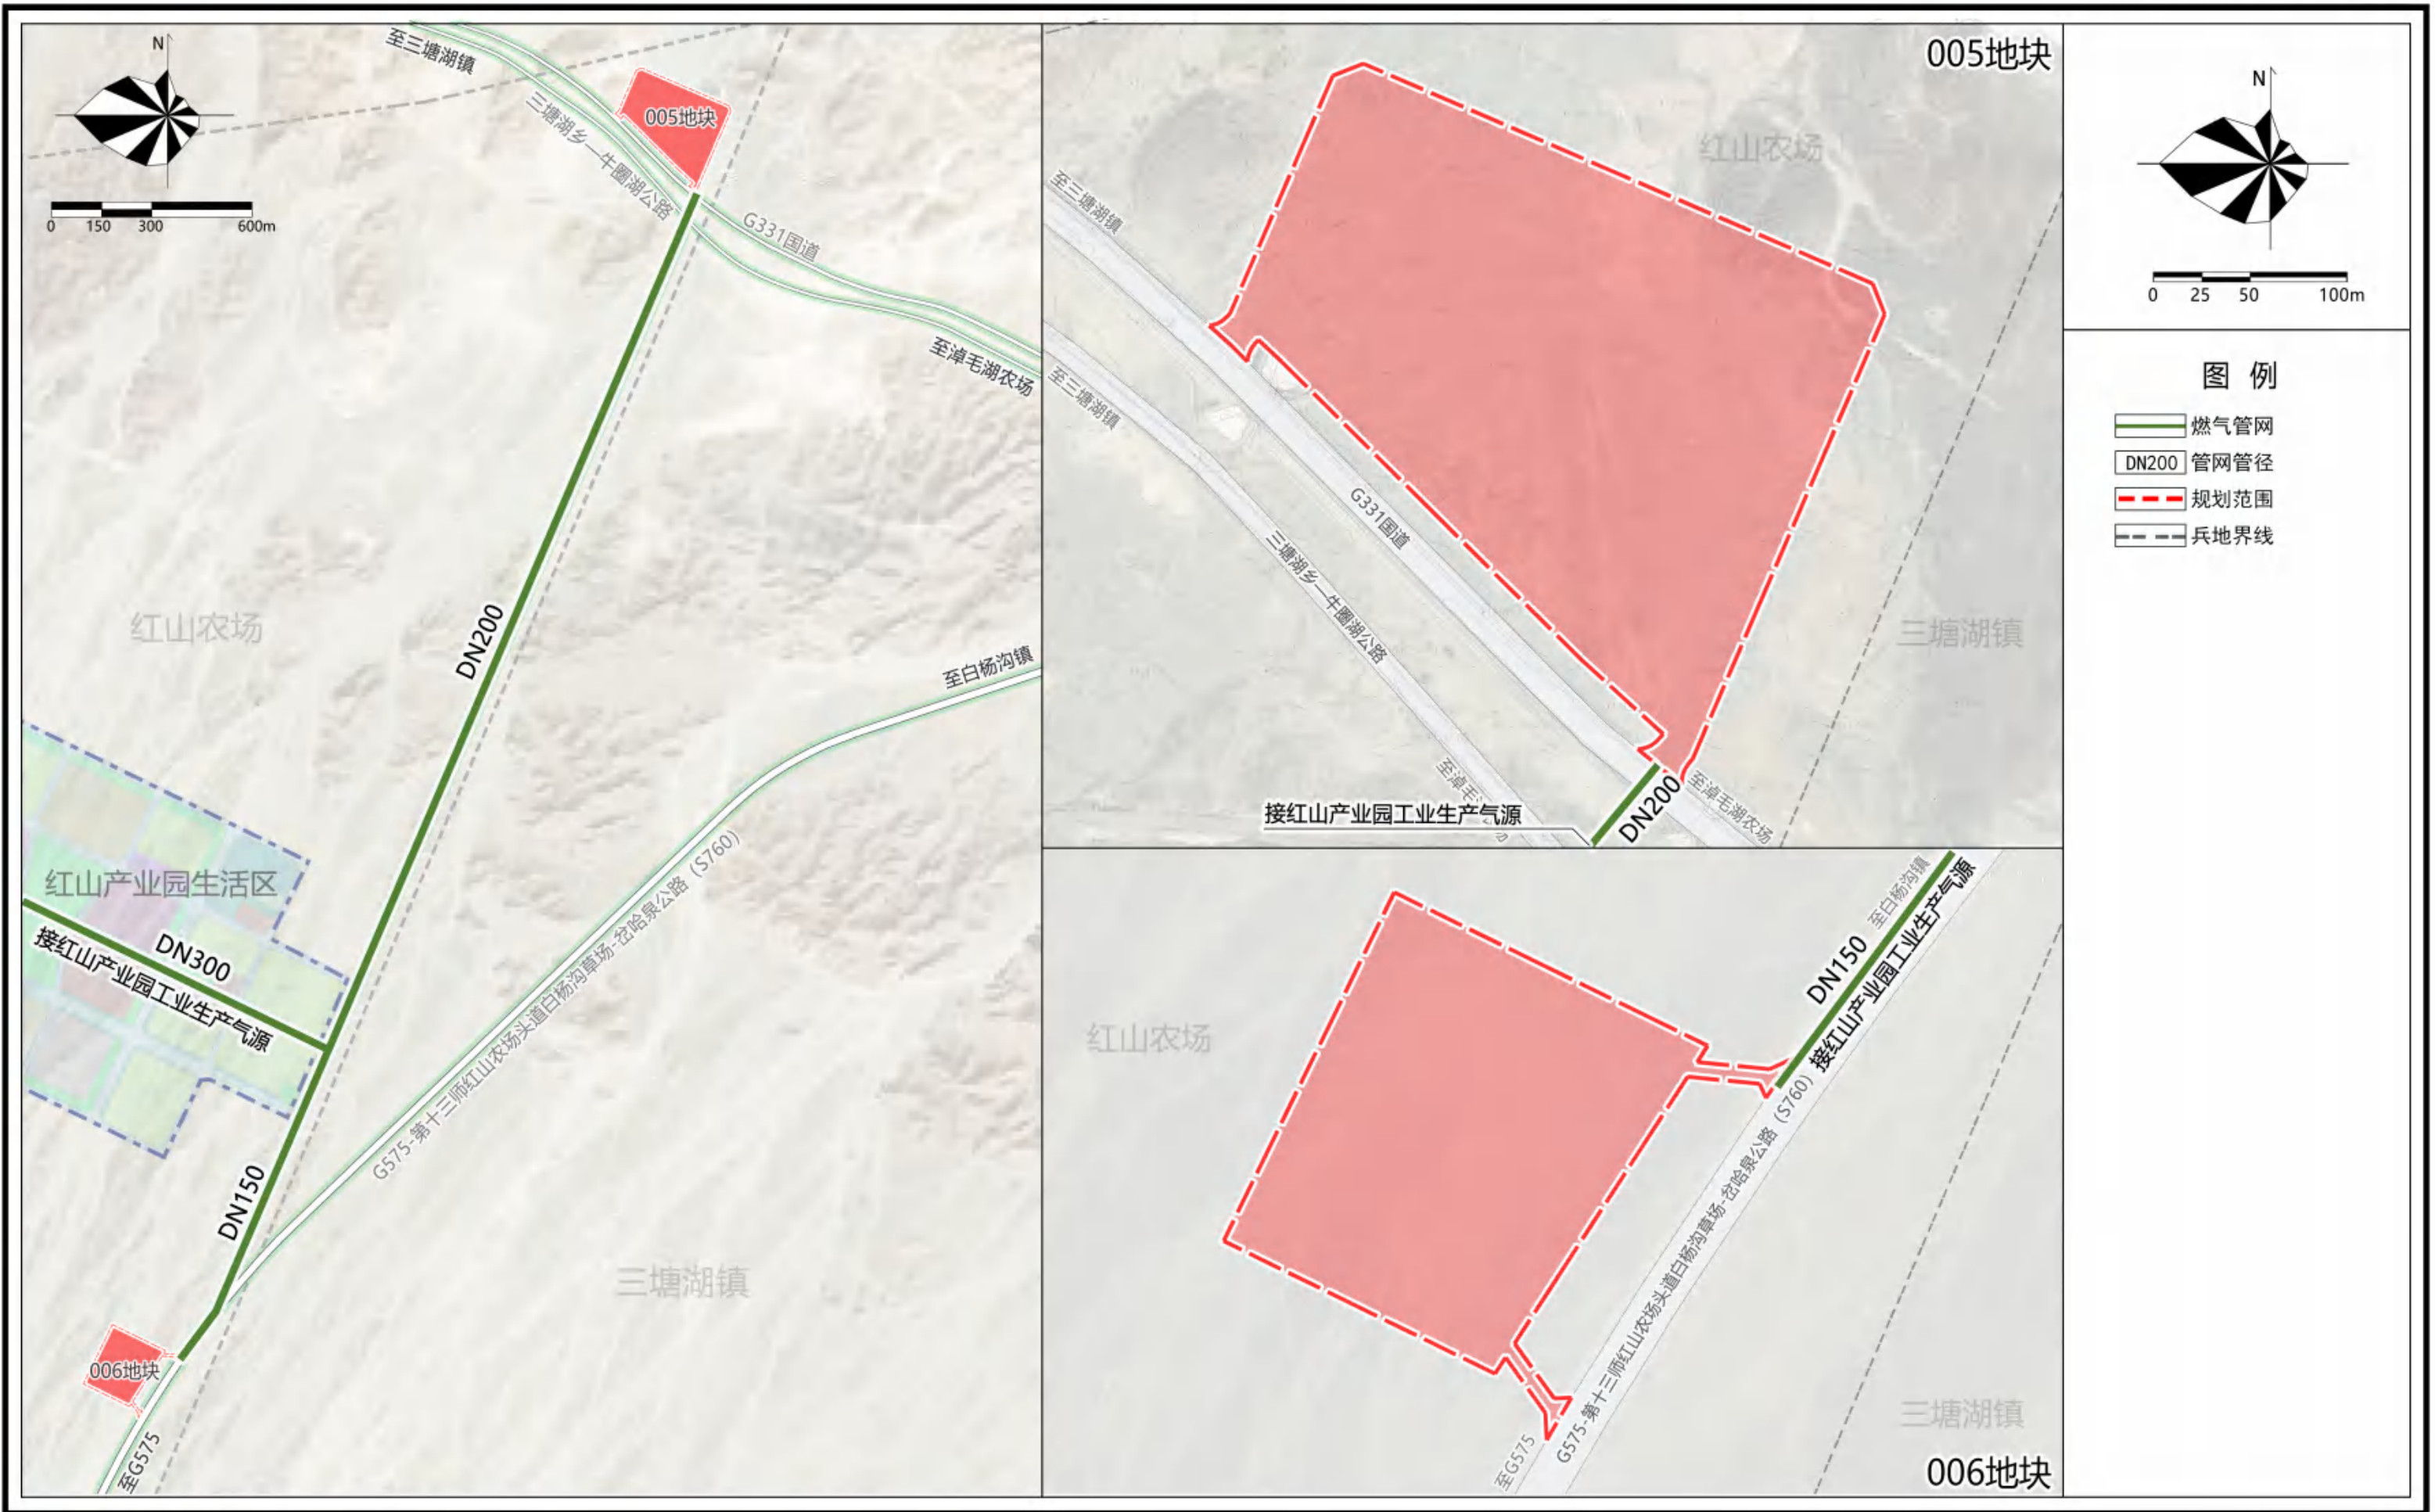 N
0 150 300 600m
至三塘湖镇
三塘湖乡—牛圈湖公路
005地块
G331国道
至淖毛湖农场
红山农场
DN200
至白杨沟镇
红山产业园生活区
DN300
接红山产业园工业生产气源
G575-第十三师红山农场头道白杨沟草场-岔哈泉公路（S760）
DN150
三塘湖镇
006地块
至G575
005地块
红山农场
至三塘湖镇
至三塘湖镇
G331国道
三塘湖乡—牛圈湖公路
三塘湖镇
至淖毛湖农场
接红山产业园工业生产气源
DN200
至淖毛湖农场
至白杨沟镇
DN150
接红山产业园工业生产气源
红山农场
G575-第十三师红山农场头道白杨沟草场-岔哈泉公路（S760）
至G575
三塘湖镇
006地块
N
0 25 50 100m
图 例
燃气管网
DN200 管网管径
规划范围
兵地界线